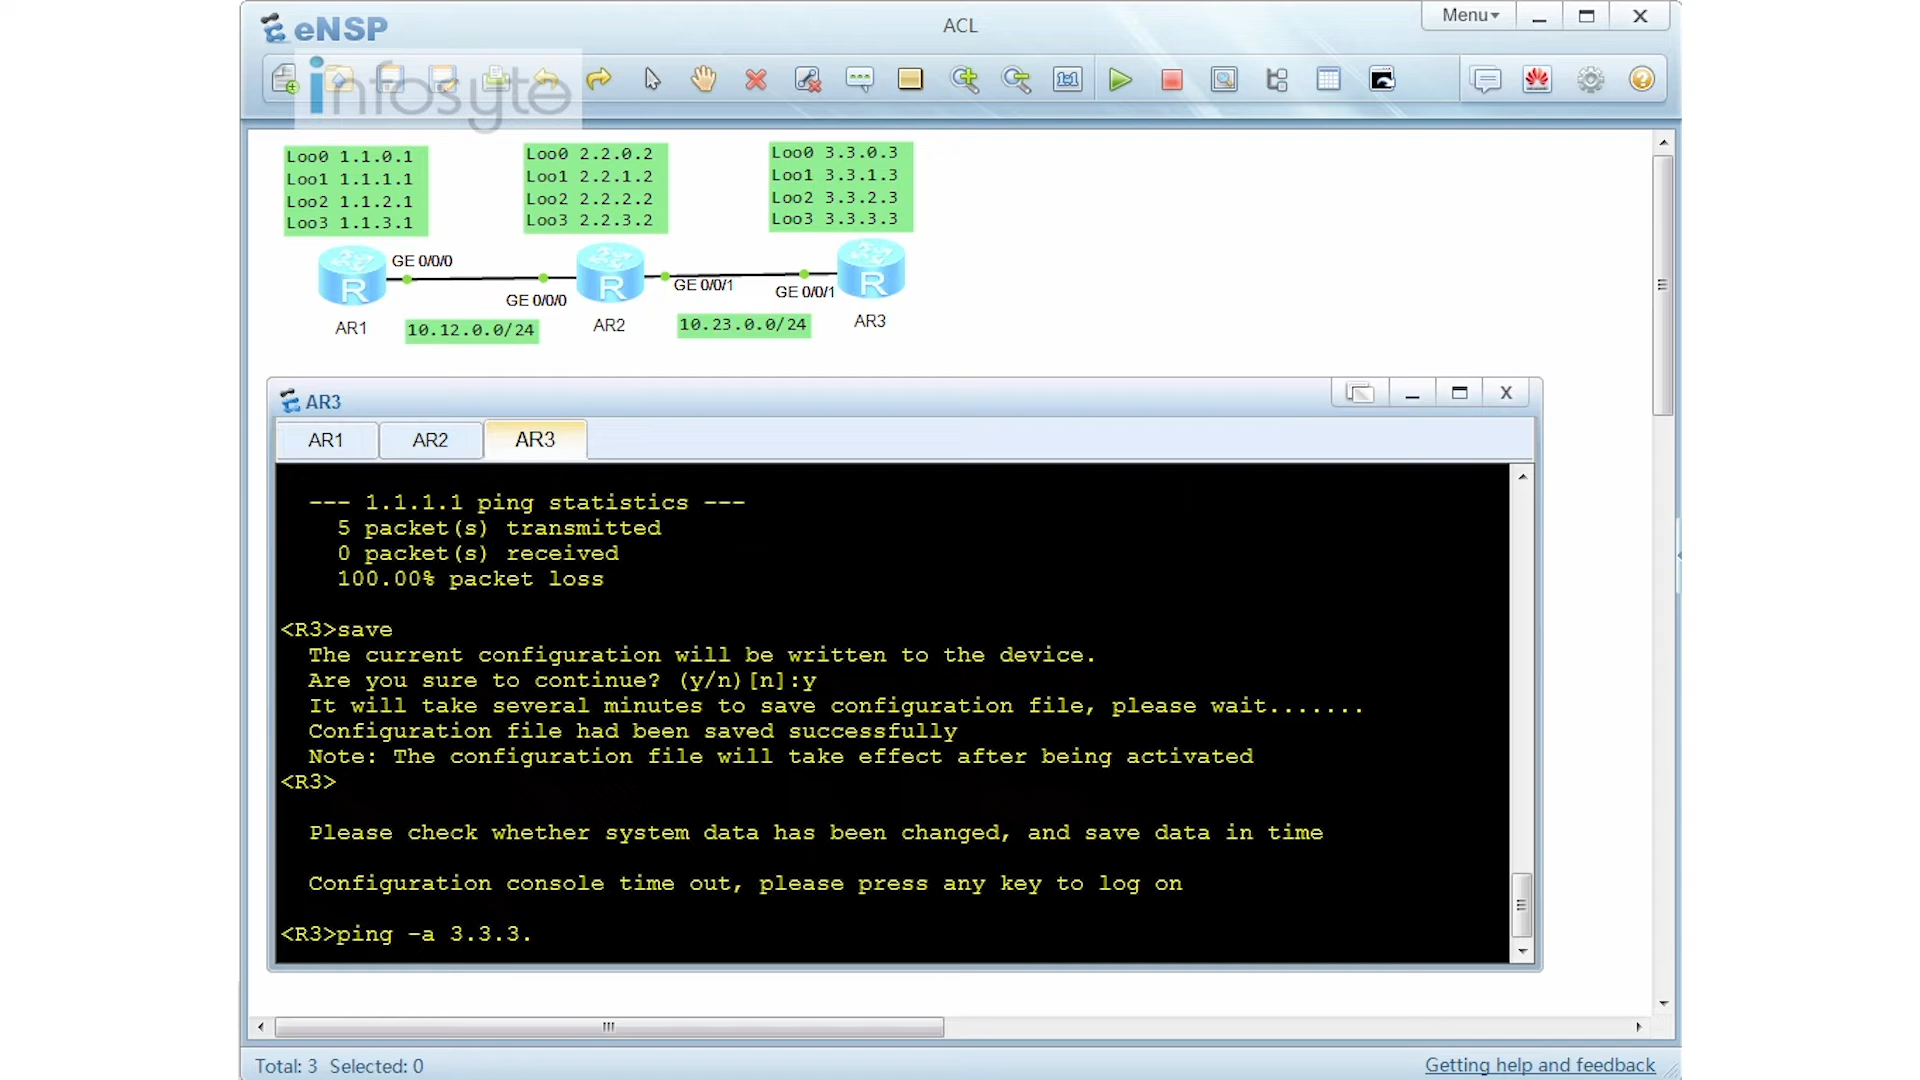 eNSP
ACL
Menu
infosyte
Loo0 1.1.0.1
Loo1 1.1.1.1
Loo2 1.1.2.1
Loo3 1.1.3.1
Loo0 2.2.0.2
Loo1 2.2.1.2
Loo2 2.2.2.2
Loo3 2.2.3.2
Loo0 3.3.0.3
Loo1 3.3.1.3
Loo2 3.3.2.3
Loo3 3.3.3.3
GE 0/0/0
GE 0/0/0
GE 0/0/1
GE 0/0/1
R
R
R
AR1
10.12.0.0/24
AR2
10.23.0.0/24
AR3
AR3
AR1
AR2
AR3
--- 1.1.1.1 ping statistics ---
5 packet(s) transmitted
0 packet(s) received
100.00% packet loss
<R3>save
The current configuration will be written to the device.
Are you sure to continue? (y/n)[n]:y
It will take several minutes to save configuration file, please wait.......
Configuration file had been saved successfully
Note: The configuration file will take effect after being activated
<R3>
Please check whether system data has been changed, and save data in time
Configuration console time out, please press any key to log on
<R3>ping -a 3.3.3.
Total: 3 Selected: 0
Getting help and feedback